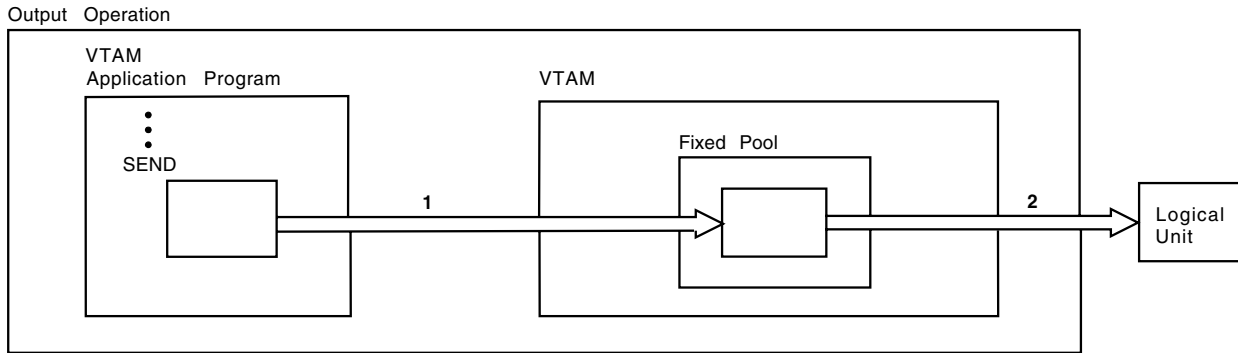 Output Operation
VTAM
Application Program
SEND
1
VTAM
Fixed Pool
2
Logical
Unit